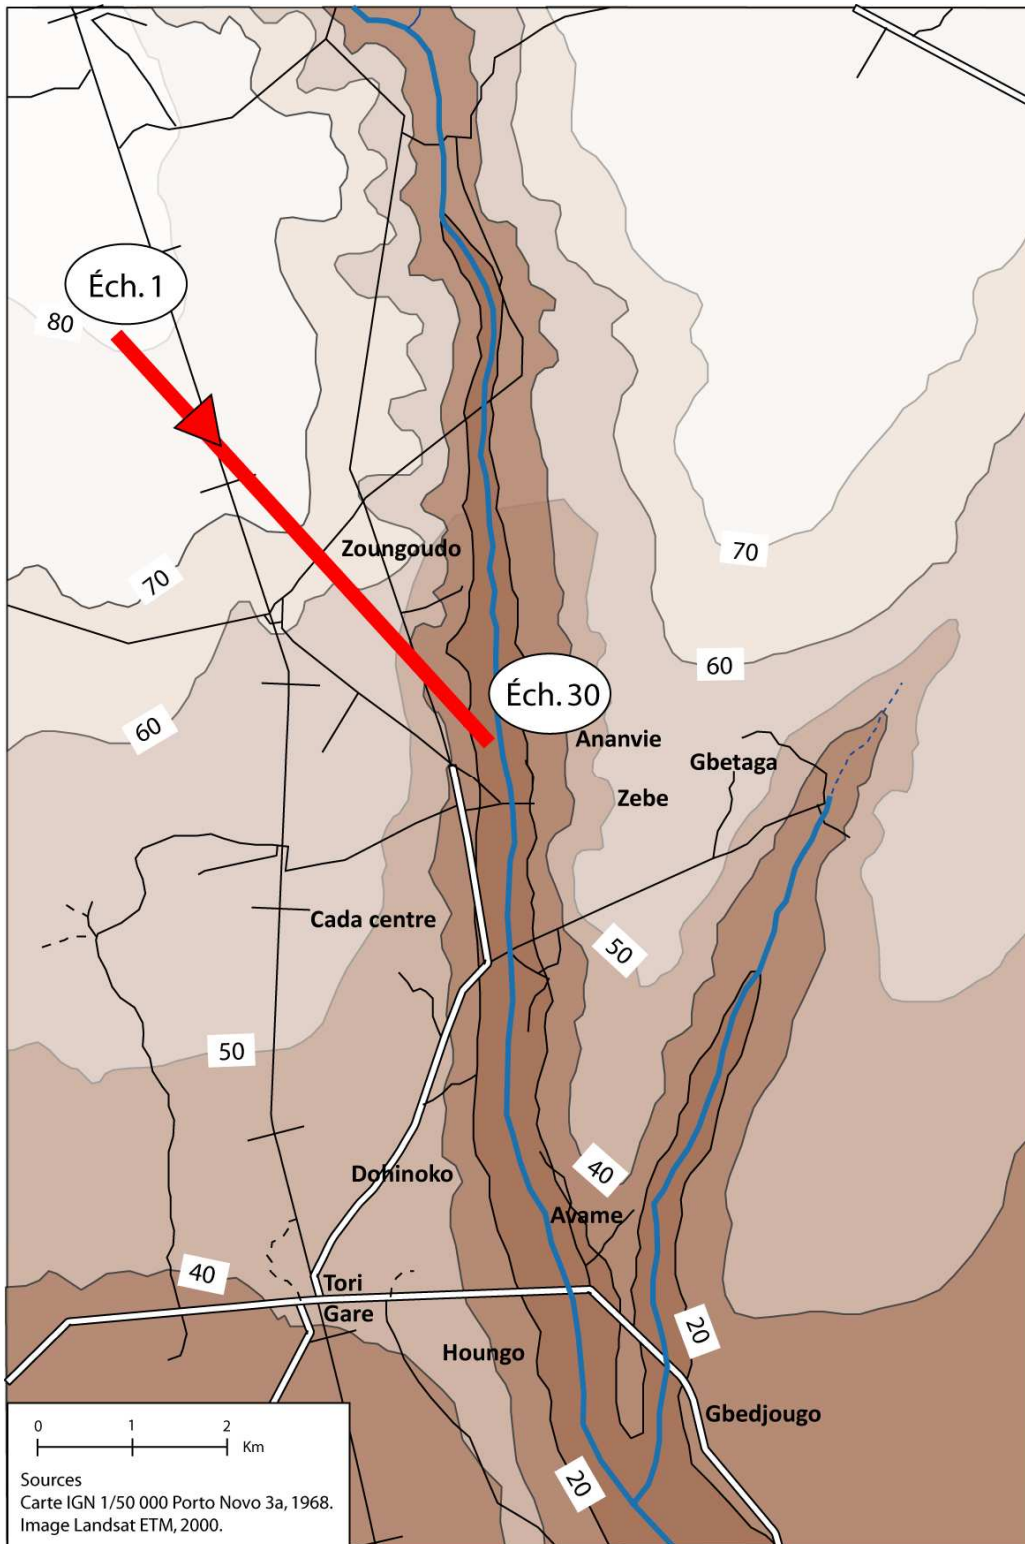 Éch. 1
80
Zoungoudo
70
70
60
60
Éch. 30
Ananvie
Gbetaga
Zebe
Cada centre
50
50
40
Dohinoko
Avame
40
Tori
Gare
20
Houngo
Gbedjougo
20
0 1 2
Km
Sources
Carte IGN 1/50 000 Porto Novo 3a, 1968.
Image Landsat ETM, 2000.